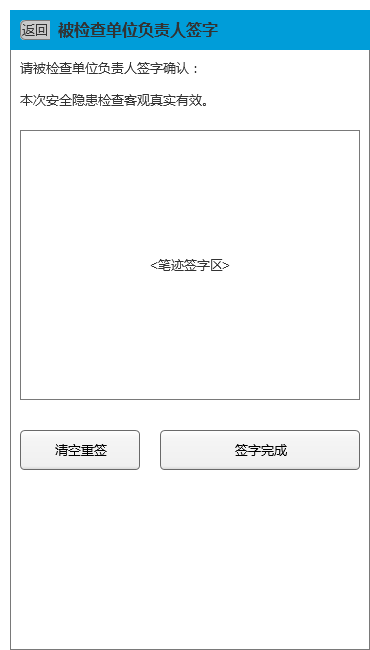 返回 被检查单位负责人签字
请被检查单位负责人签字确认：
本次安全隐患检查客观真实有效。
<笔迹签字区>
清空重签 签字完成